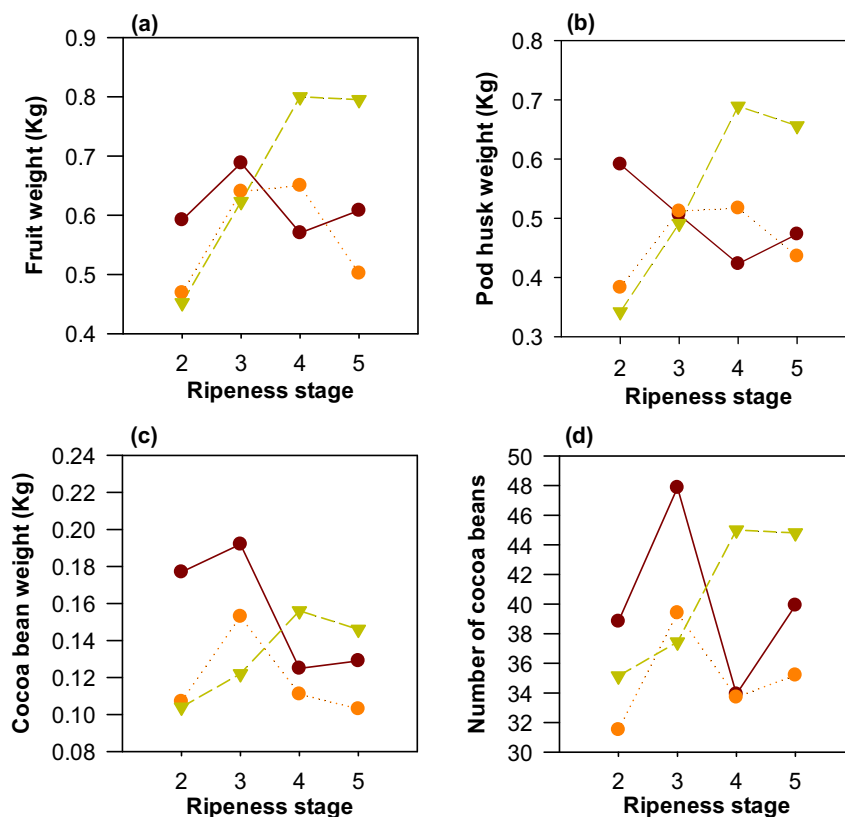 (a)
0.9
0.8
0.7
0.6
0.5
0.4
Fruit weight (Kg)
2 3 4 5
Ripeness stage
(b)
0.8
0.7
0.6
0.5
0.4
0.3
Pod husk weight (Kg)
2 3 4 5
Ripeness stage
(c)
0.24
0.22
0.20
0.18
0.16
0.14
0.12
0.10
0.08
Cocoa bean weight (Kg)
2 3 4 5
Ripeness stage
(d)
50
48
46
44
42
40
38
36
34
32
30
Number of cocoa beans
2 3 4 5
Ripeness stage